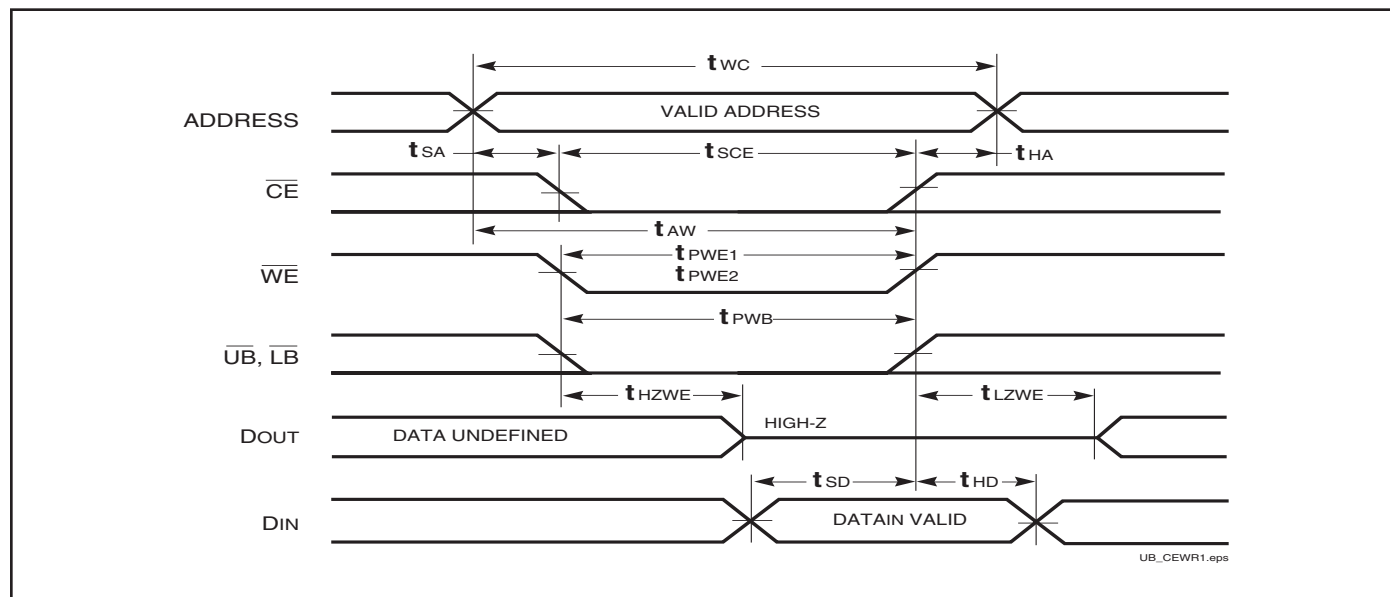 tWC
ADDRESS
VALID ADDRESS
tSA
tSCE
tHA
CE
tAW
tPWE1
WE
tPWE2
tPWB
UB, LB
tHZWE
tLZWE
DOUT
DATA UNDEFINED
HIGH-Z
tSD
tHD
DIN
DATAIN VALID
UB_CEWR1.eps